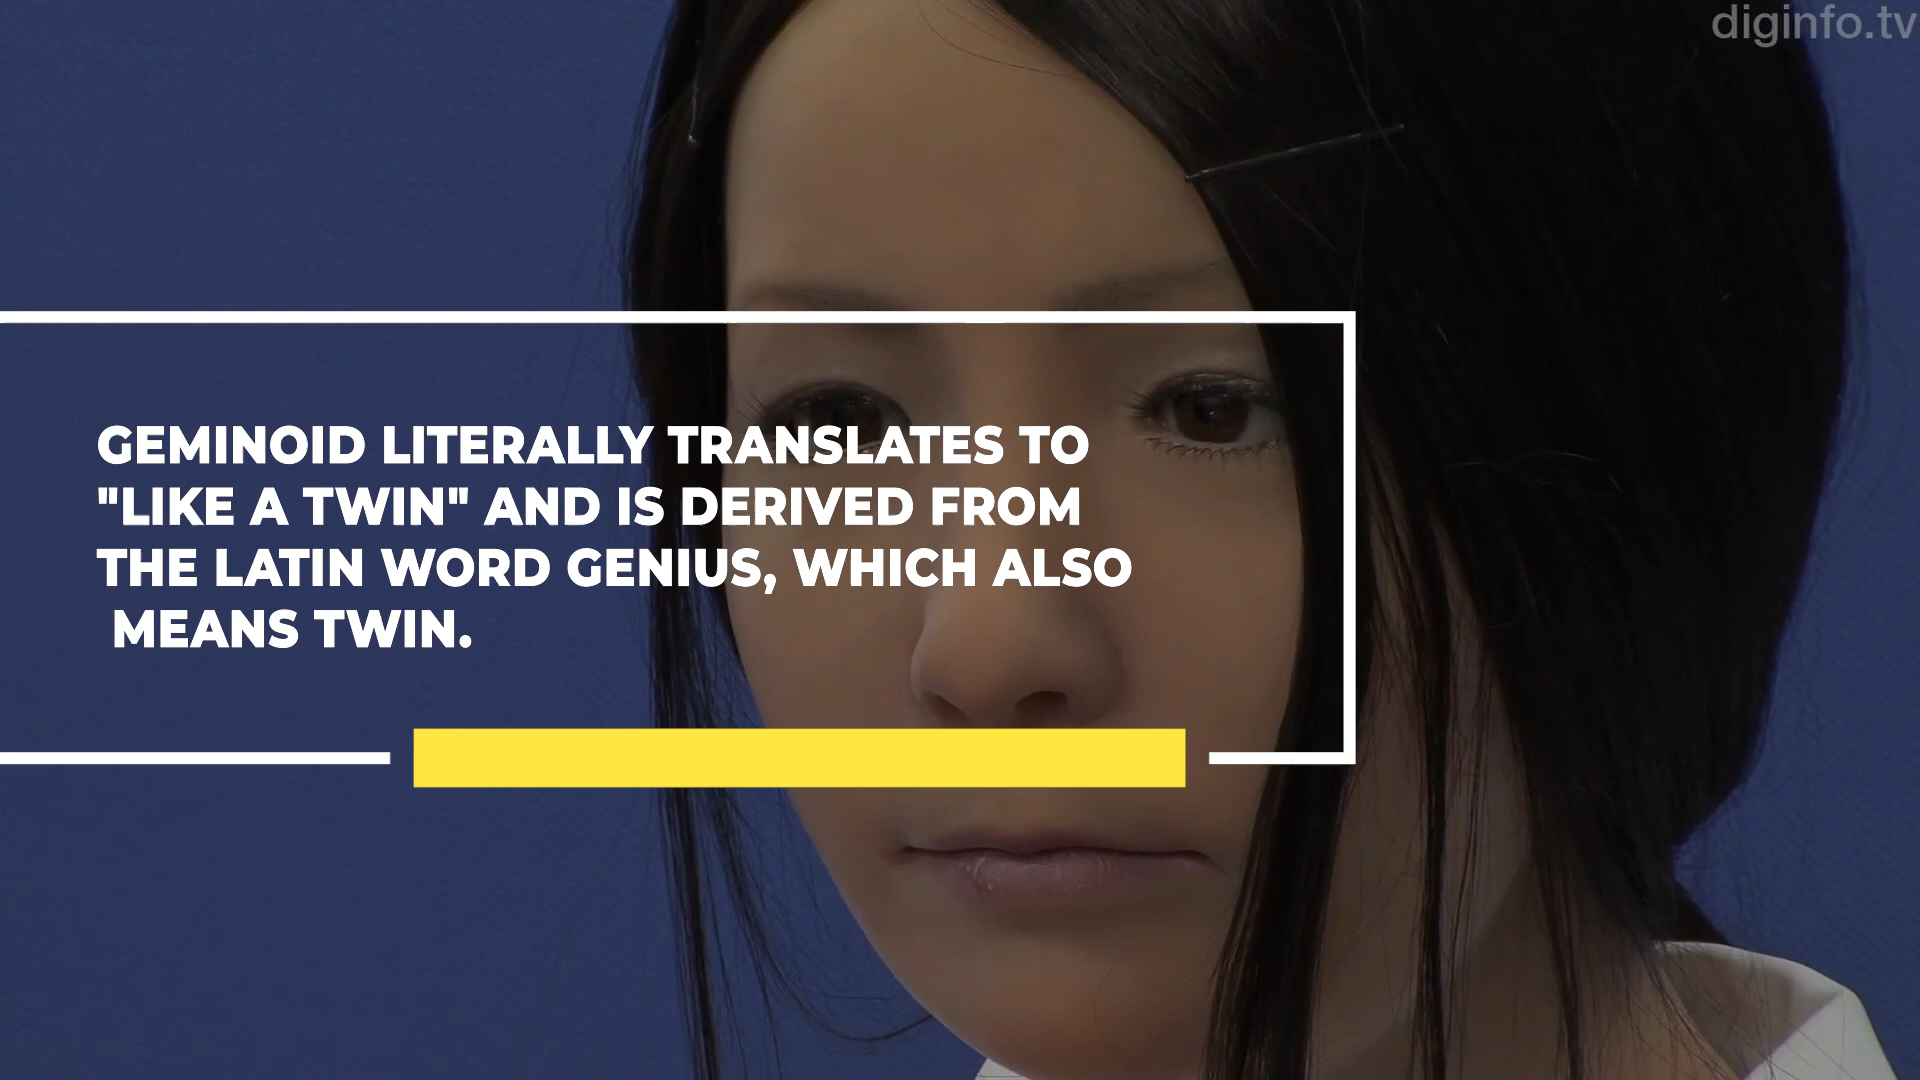 diginfo.tv
GEMINOID LITERALLY TRANSLATES TO
"LIKE A TWIN" AND IS DERIVED FROM
THE LATIN WORD GENIUS, WHICH ALSO
MEANS TWIN.